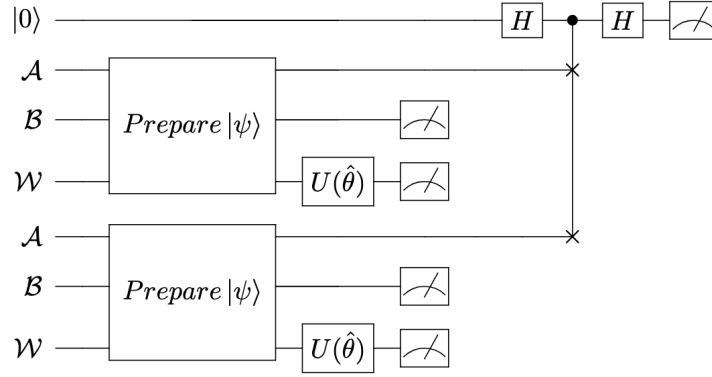 |0⟩ H H
𝒜
ℬ Prepare |ψ⟩
𝒲 U(θ̂)
𝒜
ℬ Prepare |ψ⟩
𝒲 U(θ̂)